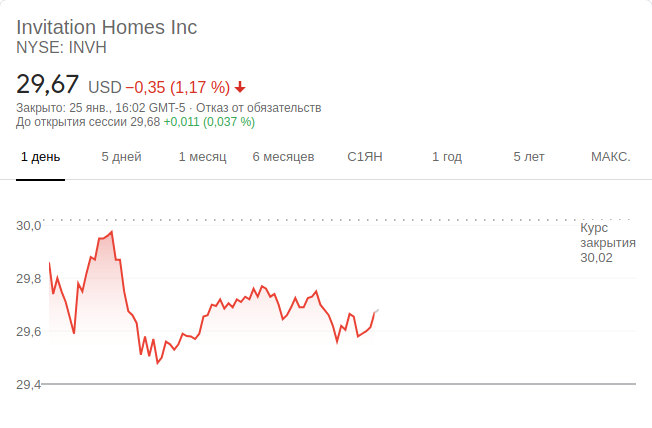 Invitation Homes Inc
NYSE: INVH
29,67 USD −0,35 (1,17 %)
Закрыто: 25 янв., 16:02 GMT-5 · Отказ от обязательств
До открытия сессии 29,68 +0,011 (0,037 %)
1 день 5 дней 1 месяц 6 месяцев С1ЯН 1 год 5 лет МАКС.
30,0
Курс
закрытия
30,02
29,8
29,6
29,4